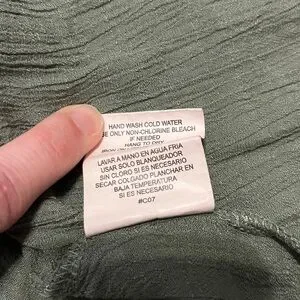 HAND WASH COLD WATER
USE ONLY NON-CHLORINE BLEACH
IF NEEDED
HANG TO DRY
LAVAR A MANO EN AGUA FRIA
USAR SOLO BLANQUEADOR
SIN CLORO SI ES NECESARIO
SECAR COLGADO PLANCHAR EN
BAJA TEMPERATURA
SI ES NECESARIO
#C07